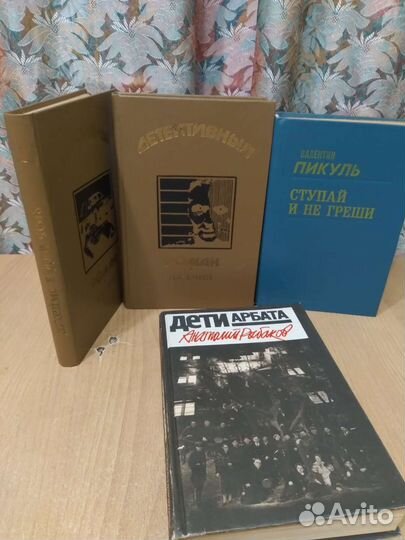 ДЕТЕКТИВНЫЙ
РОМАН
ВАЛЕНТИН
ПИКУЛЬ
СТУПАЙ
И НЕ ГРЕШИ
ДЕТИ АРБАТА
Анатолий Рыбаков
Avito